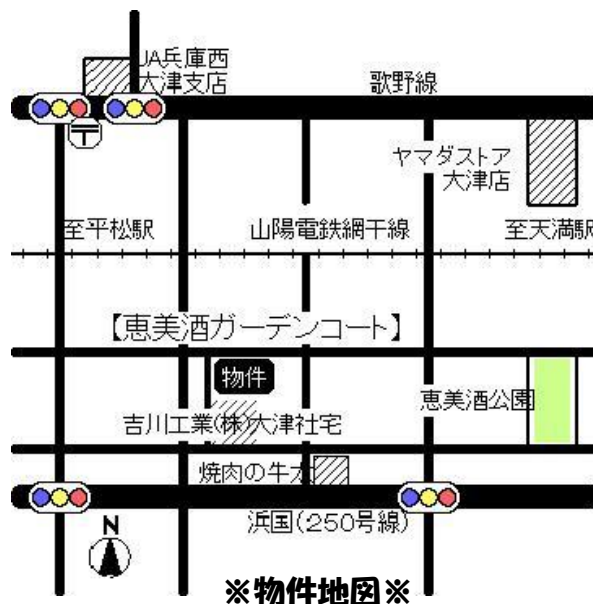 JA兵庫西
大津支店
歌野線
〒
ヤマダストア
大津店
至平松駅
山陽電鉄網干線
至天満駅
【恵美酒ガーデンコート】
物件
恵美酒公園
吉川工業(株)大津社宅
焼肉の牛太
浜国(250号線)
N
※物件地図※